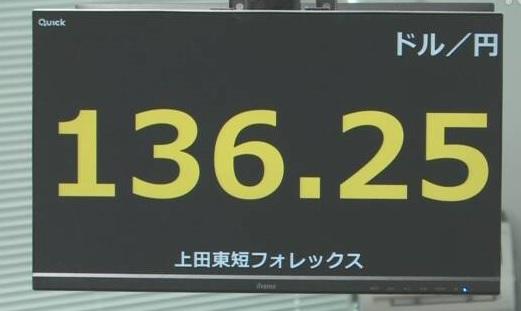 Quick
ドル／円
136.25
上田東短フォレックス
iiyama